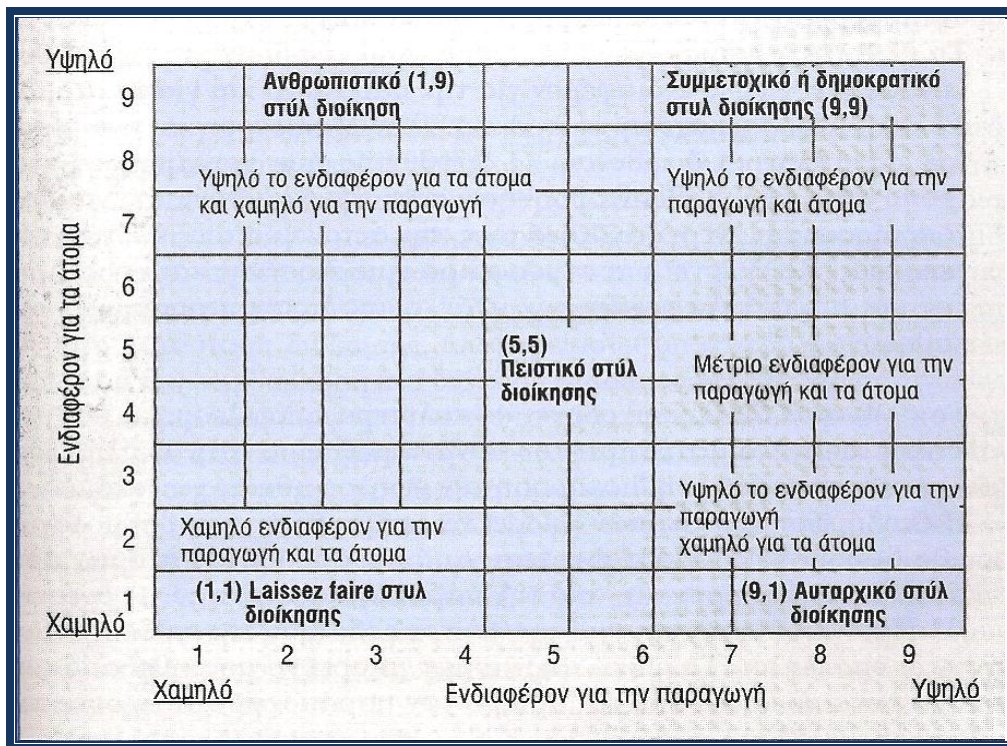 Υψηλό
9
8
7
6
5
4
3
2
1
Χαμηλό
Ενδιαφέρον για τα άτομα
Ανθρωπιστικό (1,9)
στύλ διοίκηση
Συμμετοχικό ή δημοκρατικό
στυλ διοίκησης (9,9)
Υψηλό το ενδιαφέρον για τα άτομα
και χαμηλό για την παραγωγή
Υψηλό το ενδιαφέρον για την
παραγωγή και άτομα
(5,5)
Πειστικό στύλ
διοίκησης
Μέτριο ενδιαφέρον για την
παραγωγή και τα άτομα
Χαμηλό ενδιαφέρον για την
παραγωγή και τα άτομα
Υψηλό το ενδιαφέρον για την
παραγωγή
χαμηλό για τα άτομα
(1,1) Laissez faire στυλ
διοίκησης
(9,1) Αυταρχικό στύλ
διοίκησης
1 2 3 4 5 6 7 8 9
Χαμηλό Ενδιαφέρον για την παραγωγή Υψηλό